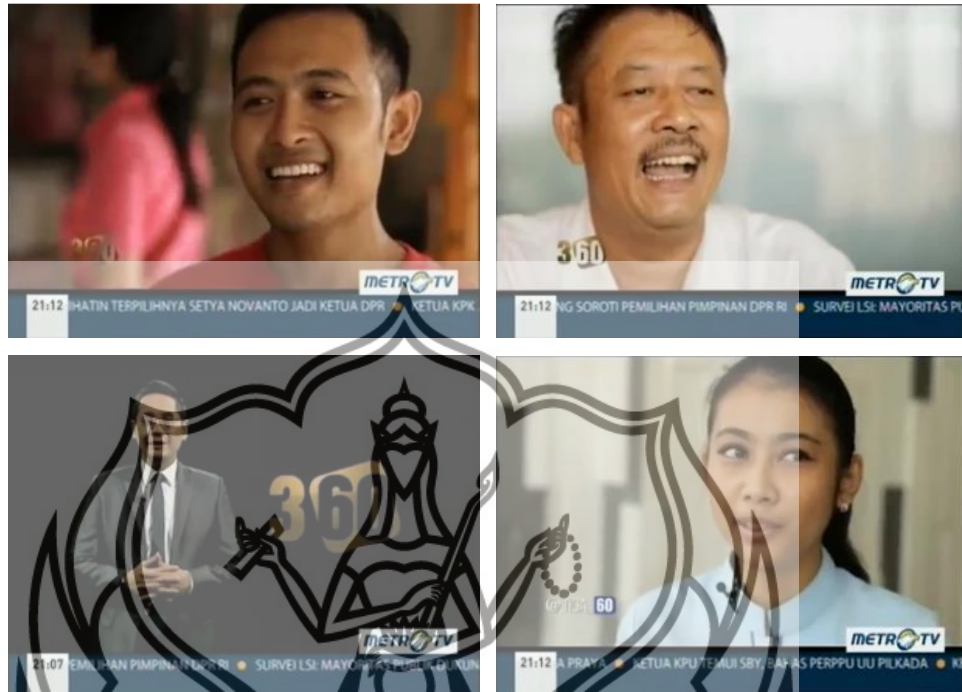 360
METRO TV
21:12 IHATIN TERPILIHNYA SETYA NOVANTO JADI KETUA DPR KETUA KPK
360
METRO TV
21:12 NG SOROTI PEMILIHAN PIMPINAN DPR RI SURVEI LSI: MAYORITAS PU
360
METRO TV
21:07 EMILIHAN PIMPINAN DPR RI SURVEI LSI: MAYORITAS PUBLIK DUKUN
60
METRO TV
21:12 A PRAYA KETUA KPU TEMUI SBY, BAHAS PERPPU UU PILKADA